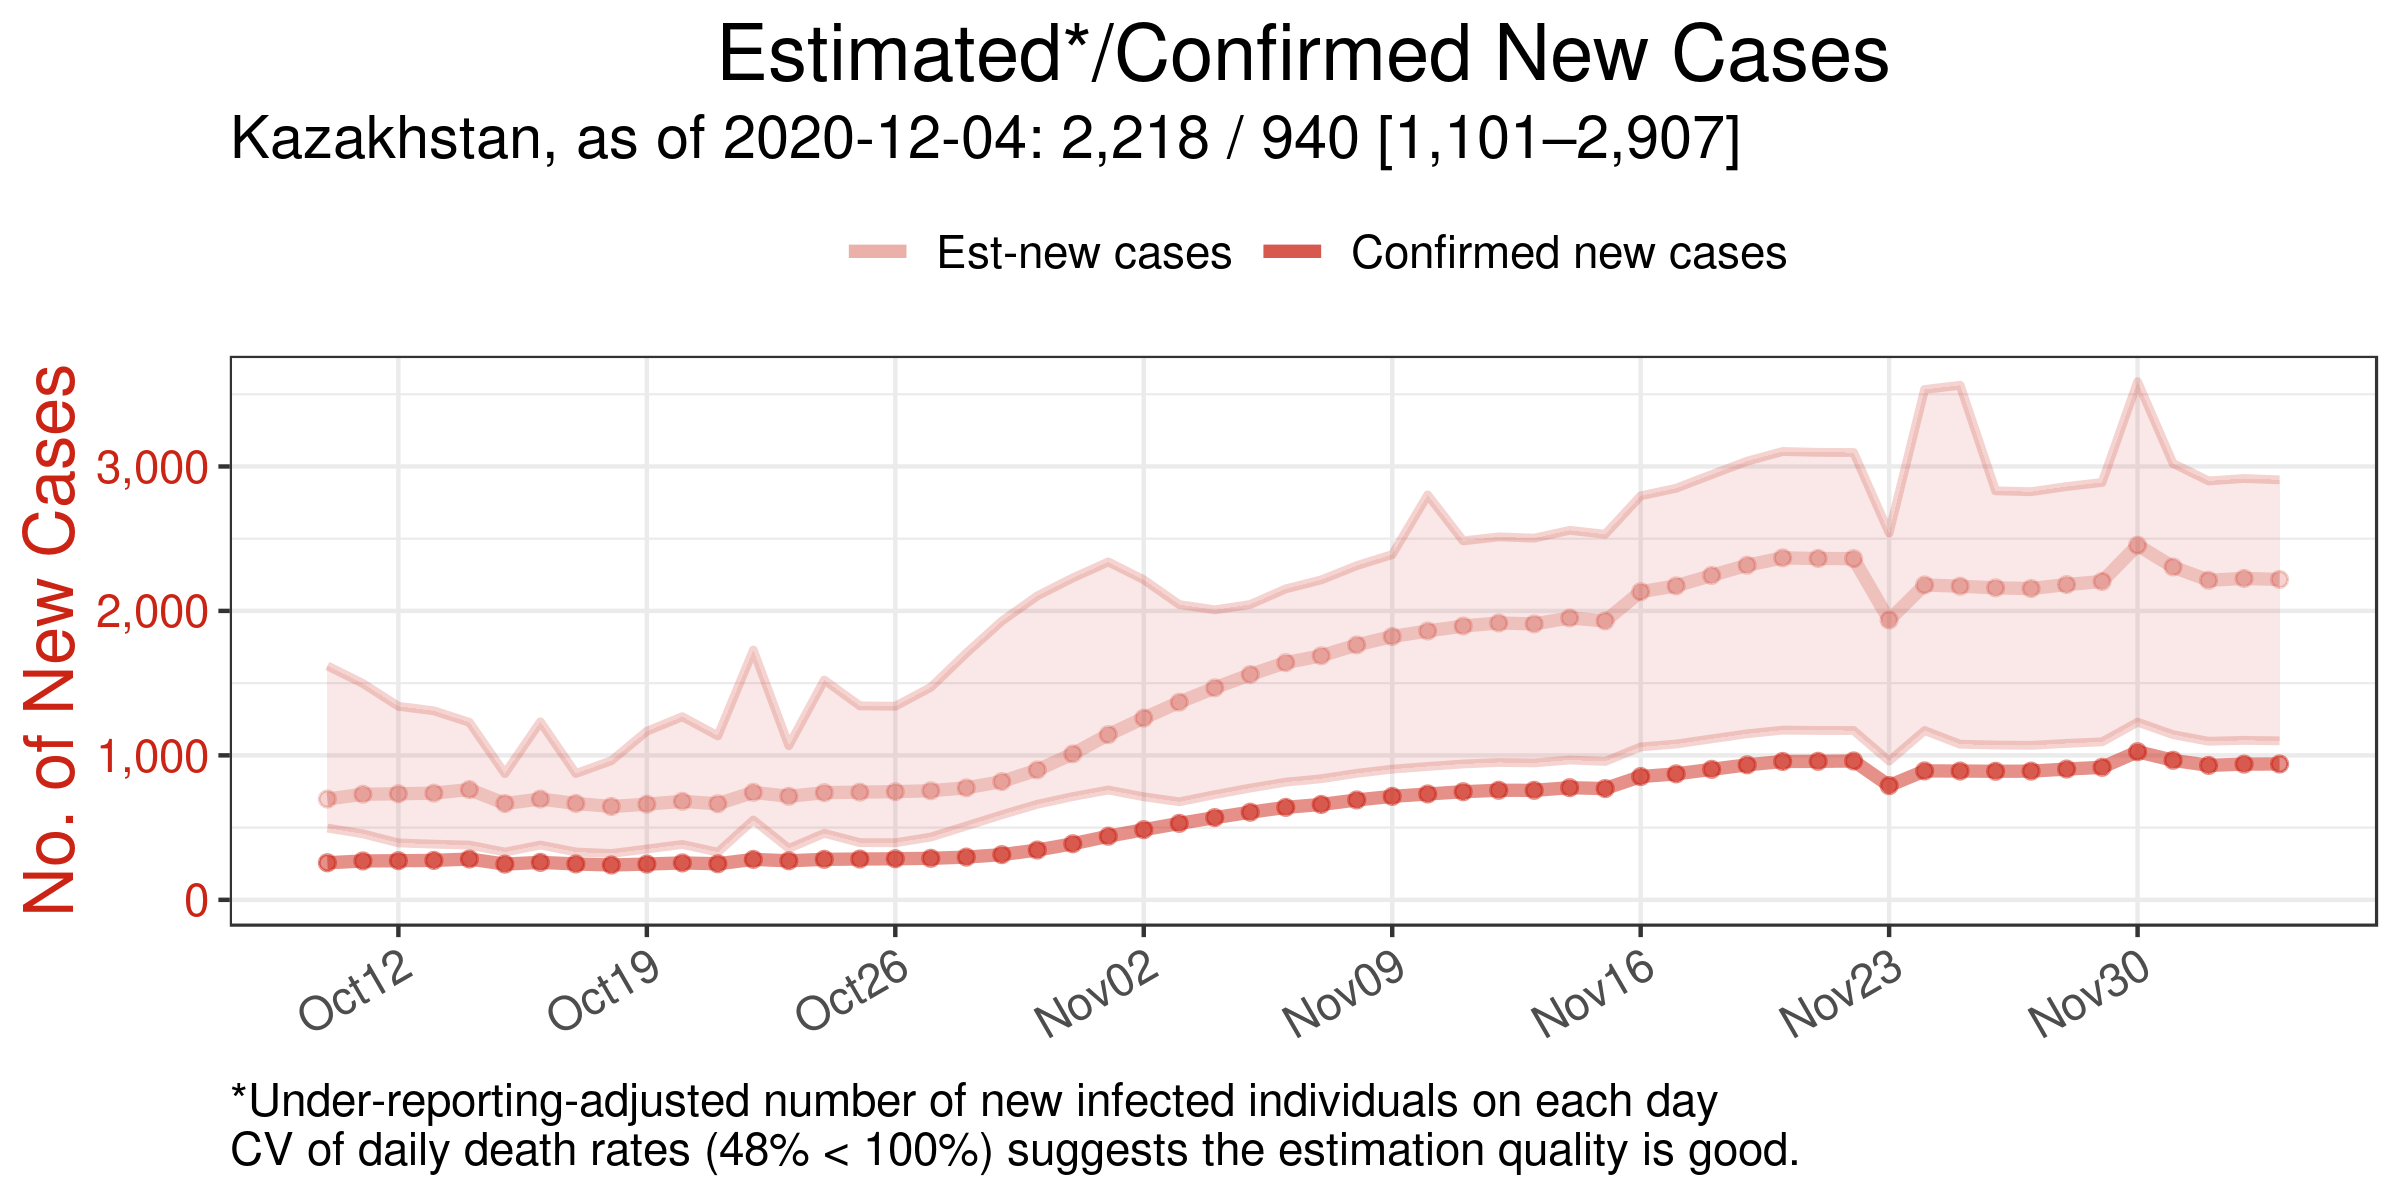 Estimated*/Confirmed New Cases
Kazakhstan, as of 2020-12-04: 2,218 / 940 [1,101–2,907]
Est-new cases
Confirmed new cases
No. of New Cases
3,000
2,000
1,000
0
Oct12
Oct19
Oct26
Nov02
Nov09
Nov16
Nov23
Nov30
*Under-reporting-adjusted number of new infected individuals on each day
CV of daily death rates (48% < 100%) suggests the estimation quality is good.